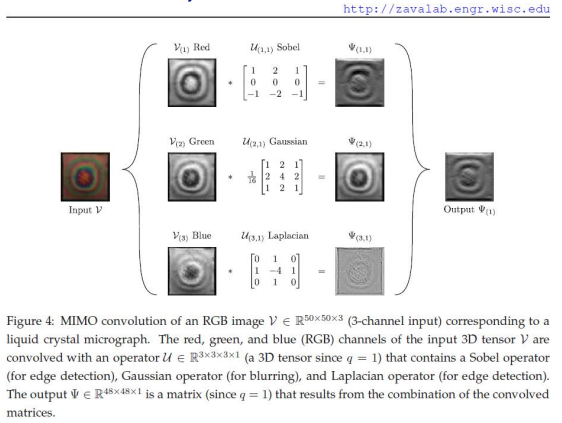 http://zavalab.engr.wisc.edu
𝒱(1) Red
𝒰(1,1) Sobel
Ψ(1,1)
∗
[1 2 1
0 0 0
−1 −2 −1]
=
𝒱(2) Green
𝒰(2,1) Gaussian
Ψ(2,1)
∗
1/16 [1 2 1
2 4 2
1 2 1]
=
Input 𝒱
Output Ψ(1)
𝒱(3) Blue
𝒰(3,1) Laplacian
Ψ(3,1)
∗
[0 1 0
1 −4 1
0 1 0]
=
Figure 4: MIMO convolution of an RGB image 𝒱 ∈ ℝ^50×50×3 (3-channel input) corresponding to a
liquid crystal micrograph. The red, green, and blue (RGB) channels of the input 3D tensor 𝒱 are
convolved with an operator 𝒰 ∈ ℝ^3×3×3×1 (a 3D tensor since q = 1) that contains a Sobel operator
(for edge detection), Gaussian operator (for blurring), and Laplacian operator (for edge detection).
The output Ψ ∈ ℝ^48×48×1 is a matrix (since q = 1) that results from the combination of the convolved
matrices.